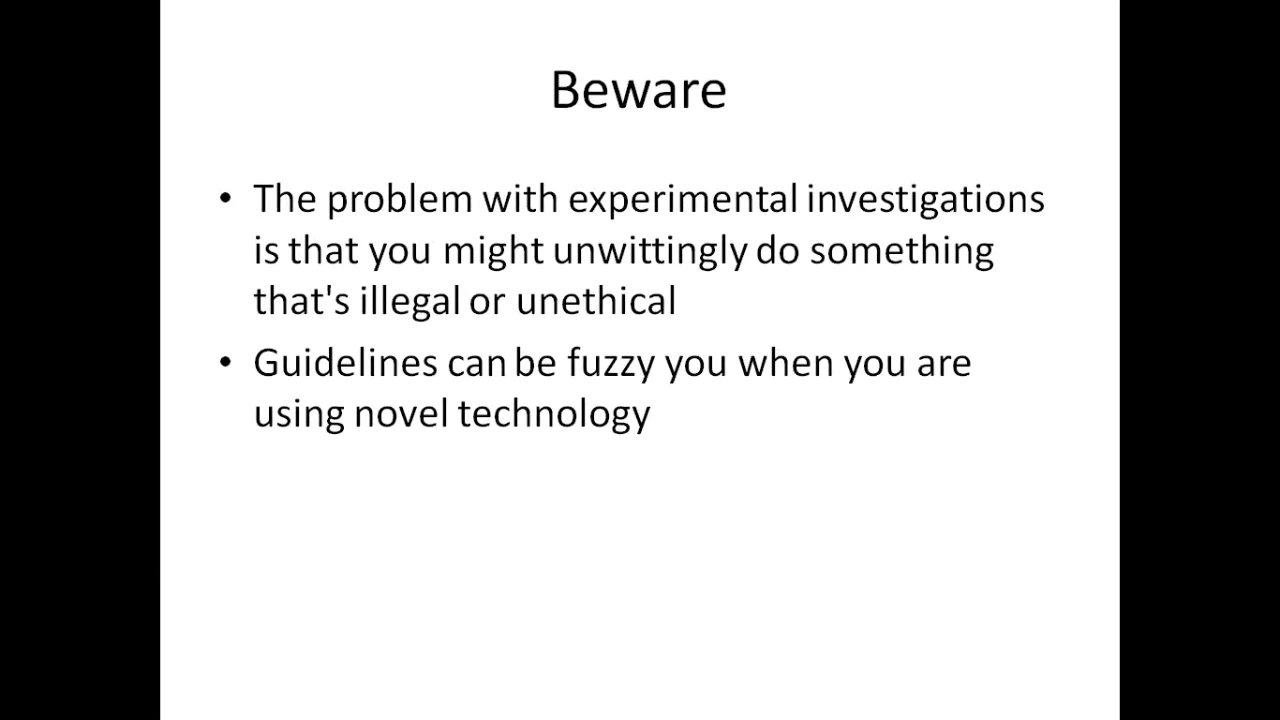 Beware
• The problem with experimental investigations
is that you might unwittingly do something
that's illegal or unethical
• Guidelines can be fuzzy you when you are
using novel technology